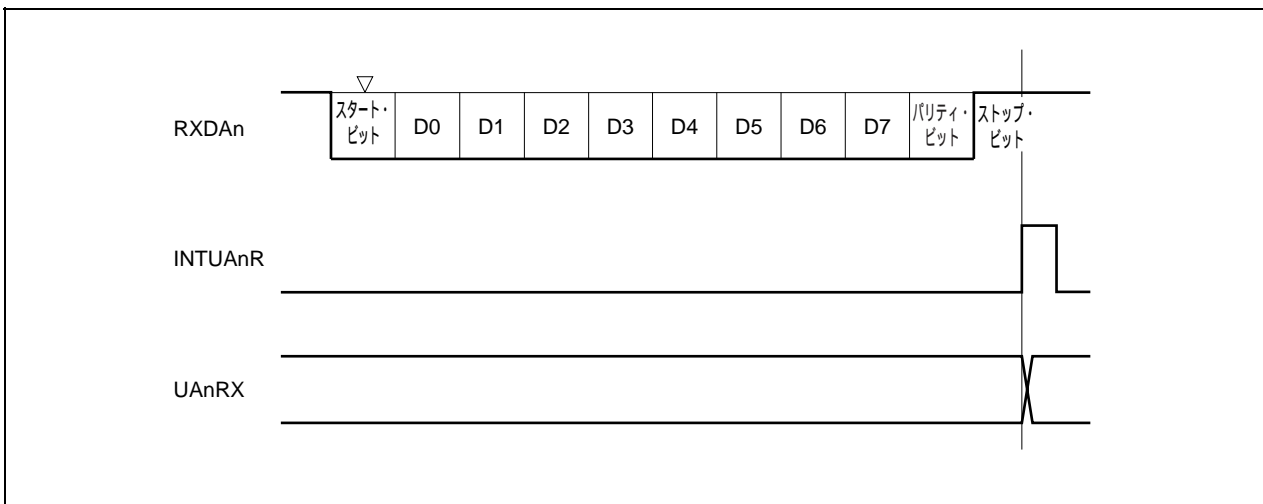 RXDAn
スタート・
ビット
D0
D1
D2
D3
D4
D5
D6
D7
パリティ・
ビット
ストップ・
ビット
INTUAnR
UAnRX